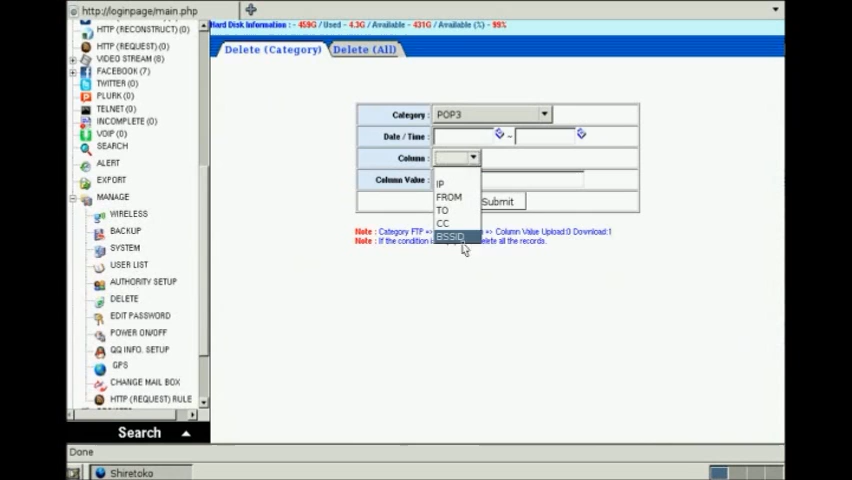 http://loginpage/main.php
Hard Disk Information : - 459G / Used - 4.3G / Available - 431G / Available (%) - 99%
HTTP (RECONSTRUCT) (0)
HTTP (REQUEST) (0)
VIDEO STREAM (8)
FACEBOOK (7)
TWITTER (0)
PLURK (0)
TELNET (0)
INCOMPLETE (0)
VOIP (0)
SEARCH
ALERT
EXPORT
MANAGE
WIRELESS
BACKUP
SYSTEM
USER LIST
AUTHORITY SETUP
DELETE
EDIT PASSWORD
POWER ON/OFF
QQ INFO. SETUP
GPS
CHANGE MAIL BOX
HTTP (REQUEST) RULE
Search
Delete (Category)
Delete (All)
Category : POP3
Date / Time : –
Column :
IP
FROM
TO
CC
BSSID
Column Value :
Submit
Note : Category FTP => => Column Value Upload:0 Download:1
Note : If the condition is all the records.
Done
Shiretoko